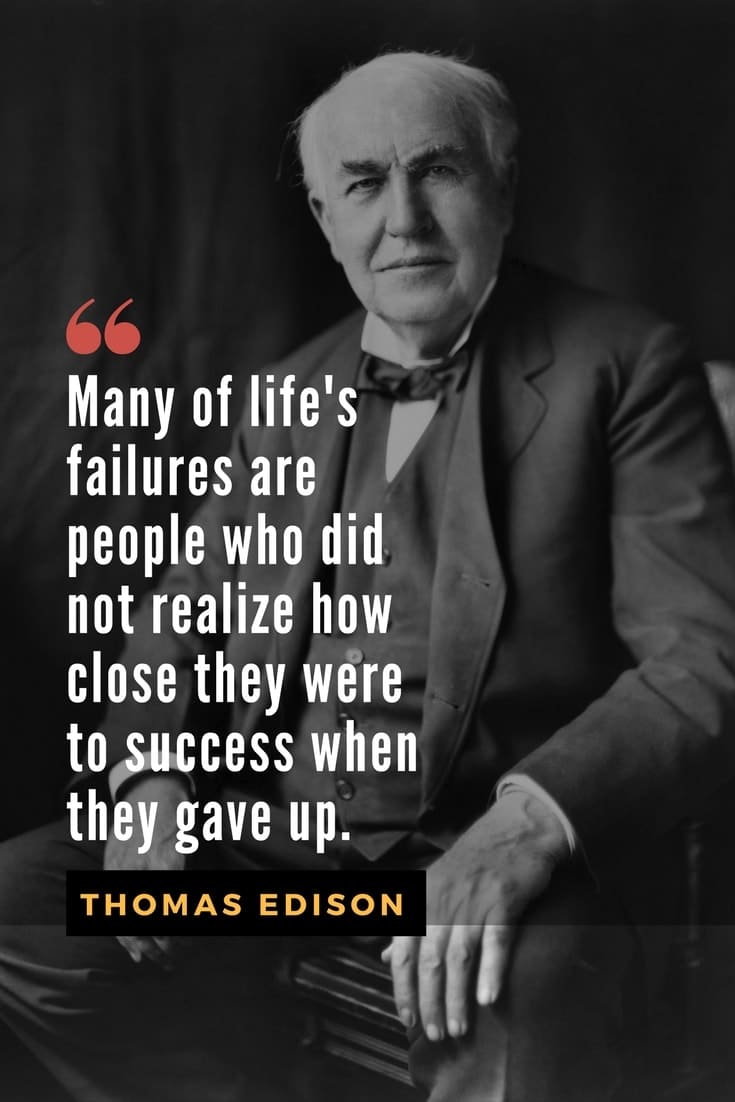 “
Many of life's
failures are
people who did
not realize how
close they were
to success when
they gave up.
THOMAS EDISON